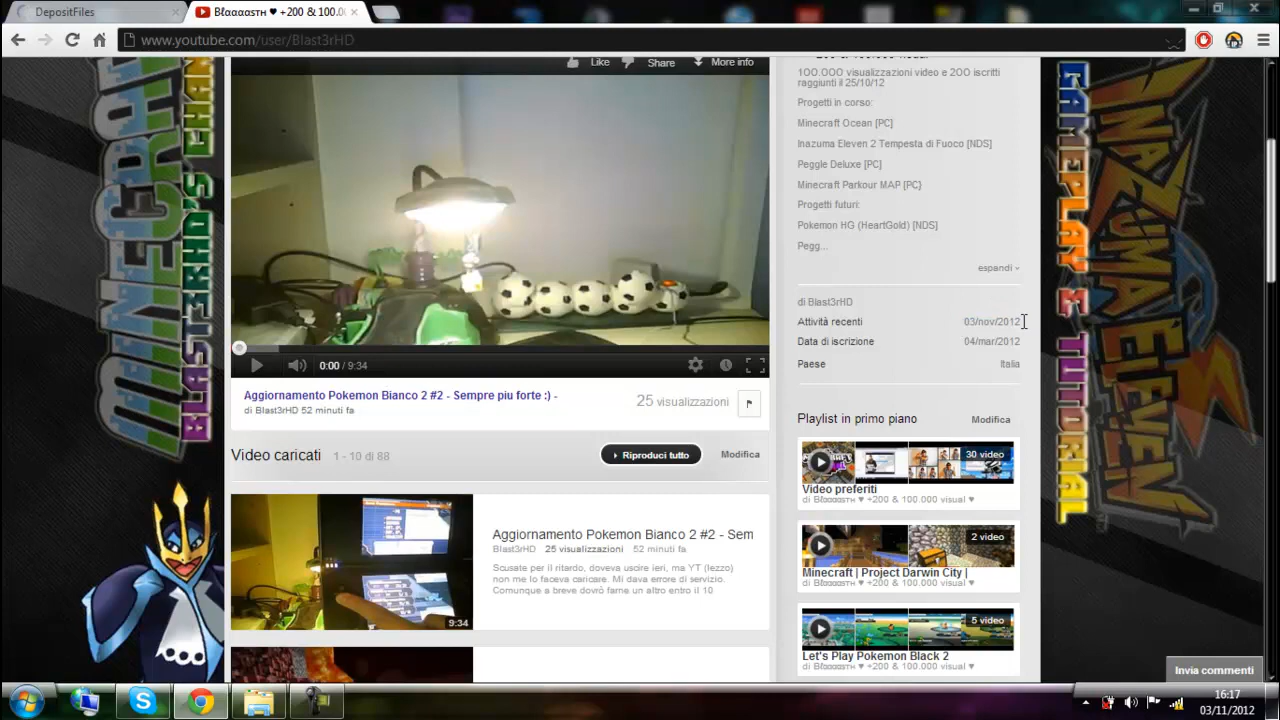 DepositFiles
Bℓααααѕтн ♥ +200 & 100.0
www.youtube.com/user/Blast3rHD
Like
Share
More info
100.000 visualizzazioni video e 200 iscritti
raggiunti il 25/10/12
Progetti in corso:
Minecraft Ocean [PC]
Inazuma Eleven 2 Tempesta di Fuoco [NDS]
Peggle Deluxe [PC]
Minecraft Parkour MAP [PC]
Progetti futuri:
Pokemon HG (HeartGold) [NDS]
Pegg...
espandi
di Blast3rHD
Attività recenti 03/nov/2012
Data di iscrizione 04/mar/2012
Paese Italia
0:00 / 9:34
Aggiornamento Pokemon Bianco 2 #2 - Sempre piu forte :) -
di Blast3rHD 52 minuti fa
25 visualizzazioni
Video caricati 1 - 10 di 88
Riproduci tutto
Modifica
Aggiornamento Pokemon Bianco 2 #2 - Sem
Blast3rHD 25 visualizzazioni 52 minuti fa
Scusate per il ritardo, doveva uscire ieri, ma YT (lezzo)
non me lo faceva caricare. Mi dava errore di servizio.
Comunque a breve dovrò farne un altro entro il 10
9:34
Playlist in primo piano Modifica
30 video
Video preferiti
di Bℓααααѕтн ♥ +200 & 100.000 visual ♥
2 video
Minecraft | Project Darwin City |
di Bℓααααѕтн ♥ +200 & 100.000 visual ♥
5 video
Let's Play Pokemon Black 2
di Bℓααααѕтн ♥ +200 & 100.000 visual ♥
MINECRA
BLAST3RHD'S CHAN
GAMEPLAY E TUTORIAL
INAZUMA ELEVEN
Invia commenti
16:17
03/11/2012